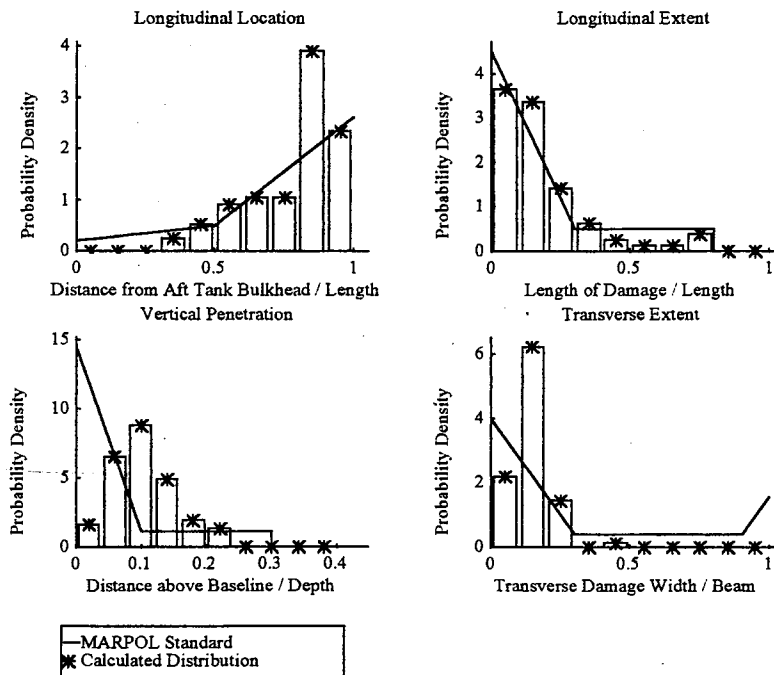 Longitudinal Location
Probability Density
4
3
2
1
0
0
0.5
1
Distance from Aft Tank Bulkhead / Length
Longitudinal Extent
Probability Density
4
3
2
1
0
0
0.5
1
Length of Damage / Length
Vertical Penetration
Probability Density
15
10
5
0
0
0.1
0.2
0.3
0.4
Distance above Baseline / Depth
Transverse Extent
Probability Density
6
4
2
0
0
0.5
1
Transverse Damage Width / Beam
MARPOL Standard
Calculated Distribution